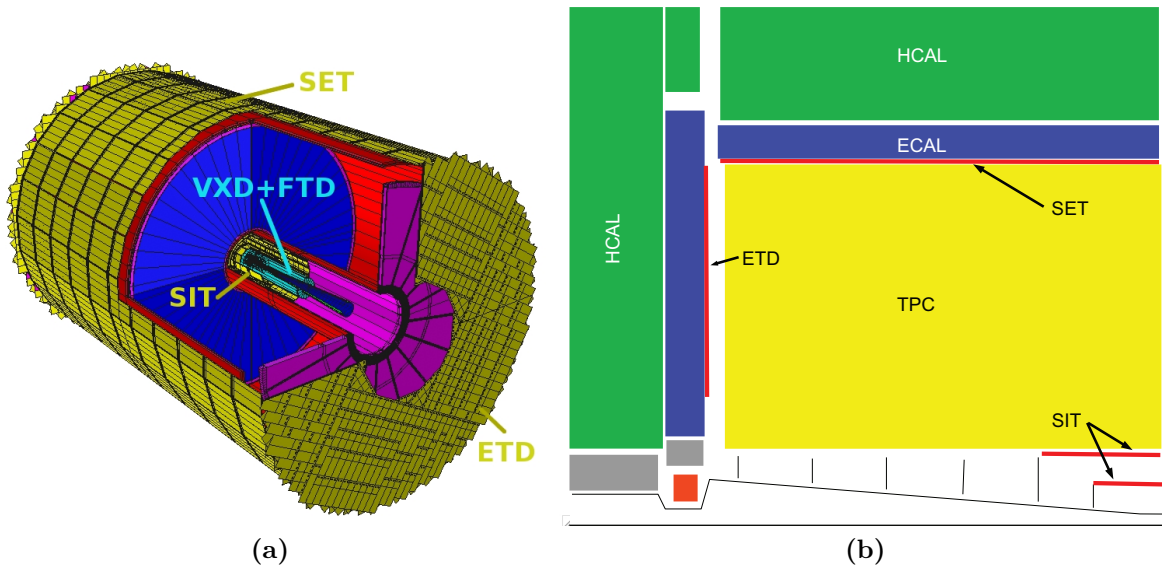 SET
VXD+FTD
SIT
ETD
(a)
HCAL
HCAL
ECAL
SET
ETD
TPC
SIT
(b)